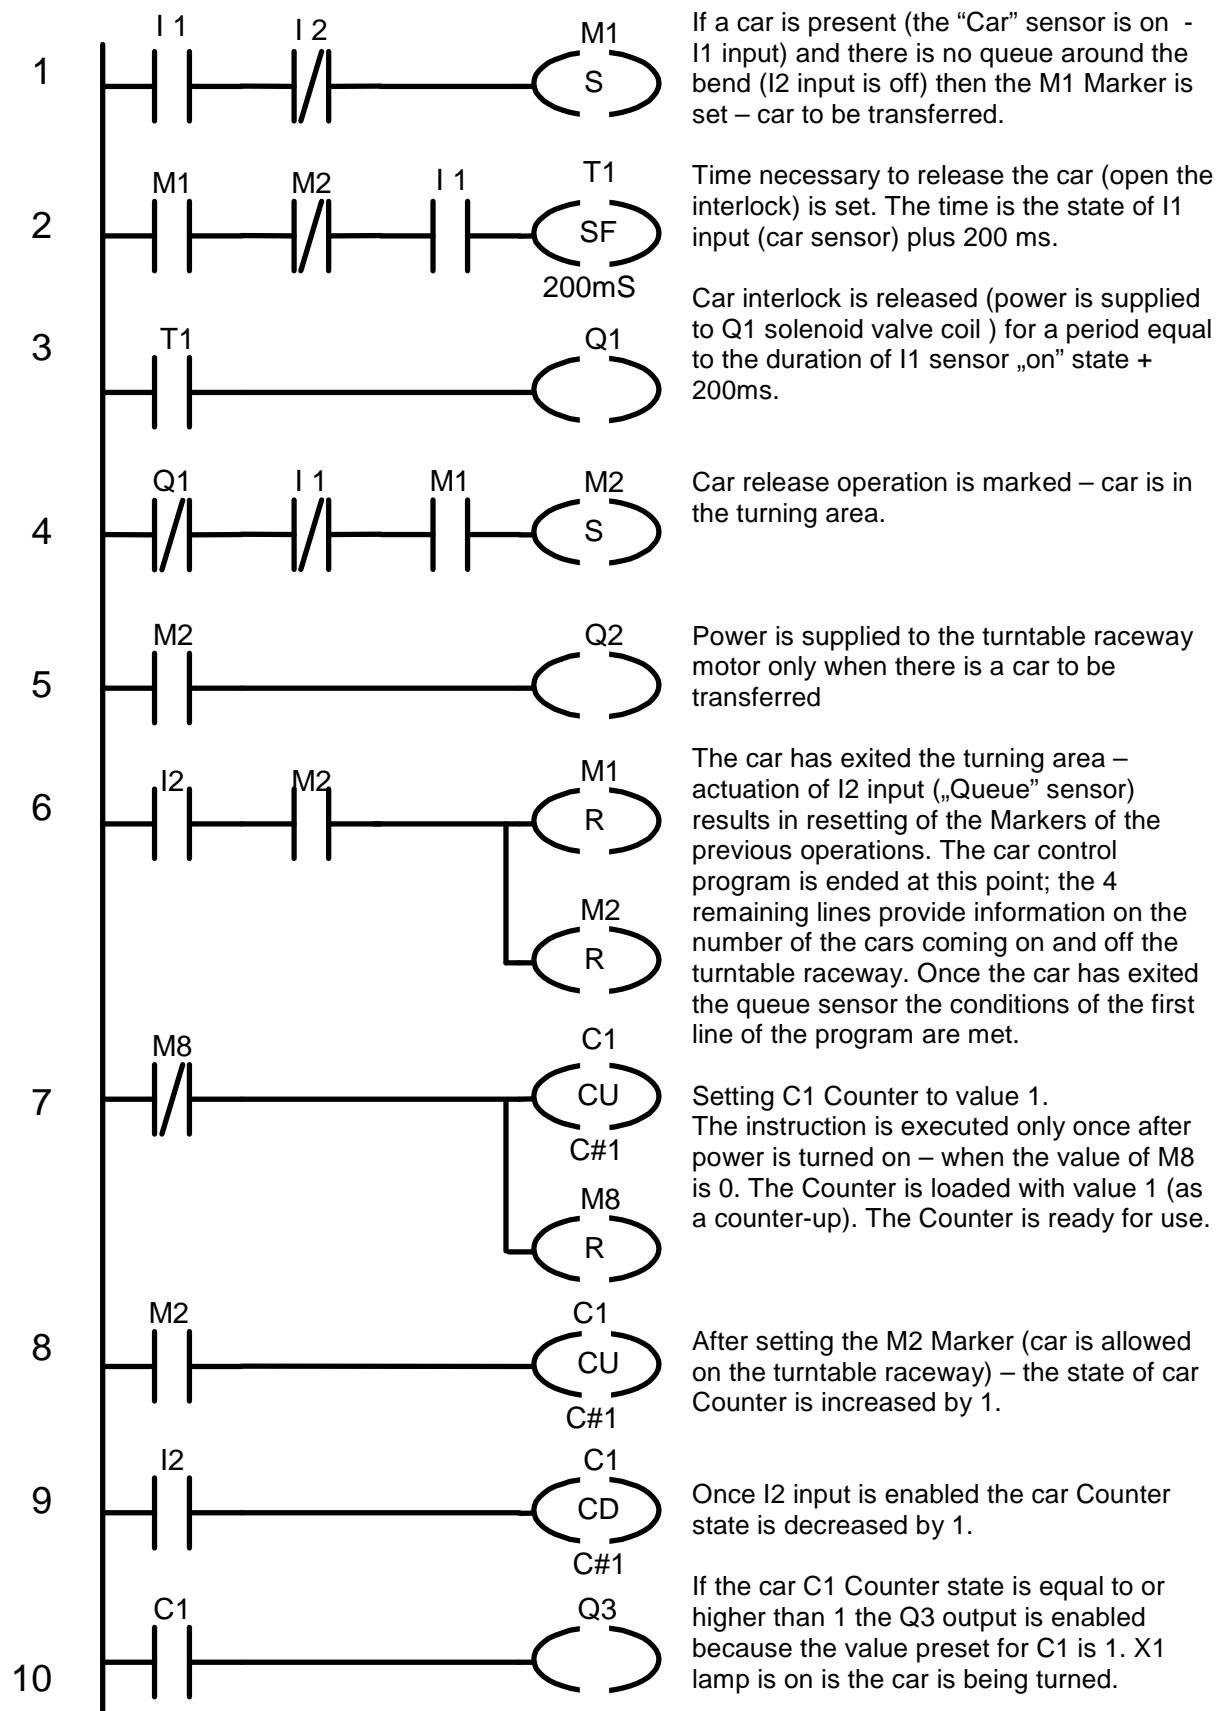 I 1 I 2 M1
1 S
If a car is present (the “Car” sensor is on -
I1 input) and there is no queue around the
bend (I2 input is off) then the M1 Marker is
set – car to be transferred.
M1 M2 I 1 T1
2 SF
200mS
Time necessary to release the car (open the
interlock) is set. The time is the state of I1
input (car sensor) plus 200 ms.
T1 Q1
3
Car interlock is released (power is supplied
to Q1 solenoid valve coil ) for a period equal
to the duration of I1 sensor „on” state +
200ms.
Q1 I 1 M1 M2
4 S
Car release operation is marked – car is in
the turning area.
M2 Q2
5
Power is supplied to the turntable raceway
motor only when there is a car to be
transferred
I2 M2 M1
6 R
M2
R
The car has exited the turning area –
actuation of I2 input („Queue” sensor)
results in resetting of the Markers of the
previous operations. The car control
program is ended at this point; the 4
remaining lines provide information on the
number of the cars coming on and off the
turntable raceway. Once the car has exited
the queue sensor the conditions of the first
line of the program are met.
M8 C1
7 CU
C#1
M8
R
Setting C1 Counter to value 1.
The instruction is executed only once after
power is turned on – when the value of M8
is 0. The Counter is loaded with value 1 (as
a counter-up). The Counter is ready for use.
M2 C1
8 CU
C#1
After setting the M2 Marker (car is allowed
on the turntable raceway) – the state of car
Counter is increased by 1.
I2 C1
9 CD
C#1
Once I2 input is enabled the car Counter
state is decreased by 1.
C1 Q3
10
If the car C1 Counter state is equal to or
higher than 1 the Q3 output is enabled
because the value preset for C1 is 1. X1
lamp is on is the car is being turned.